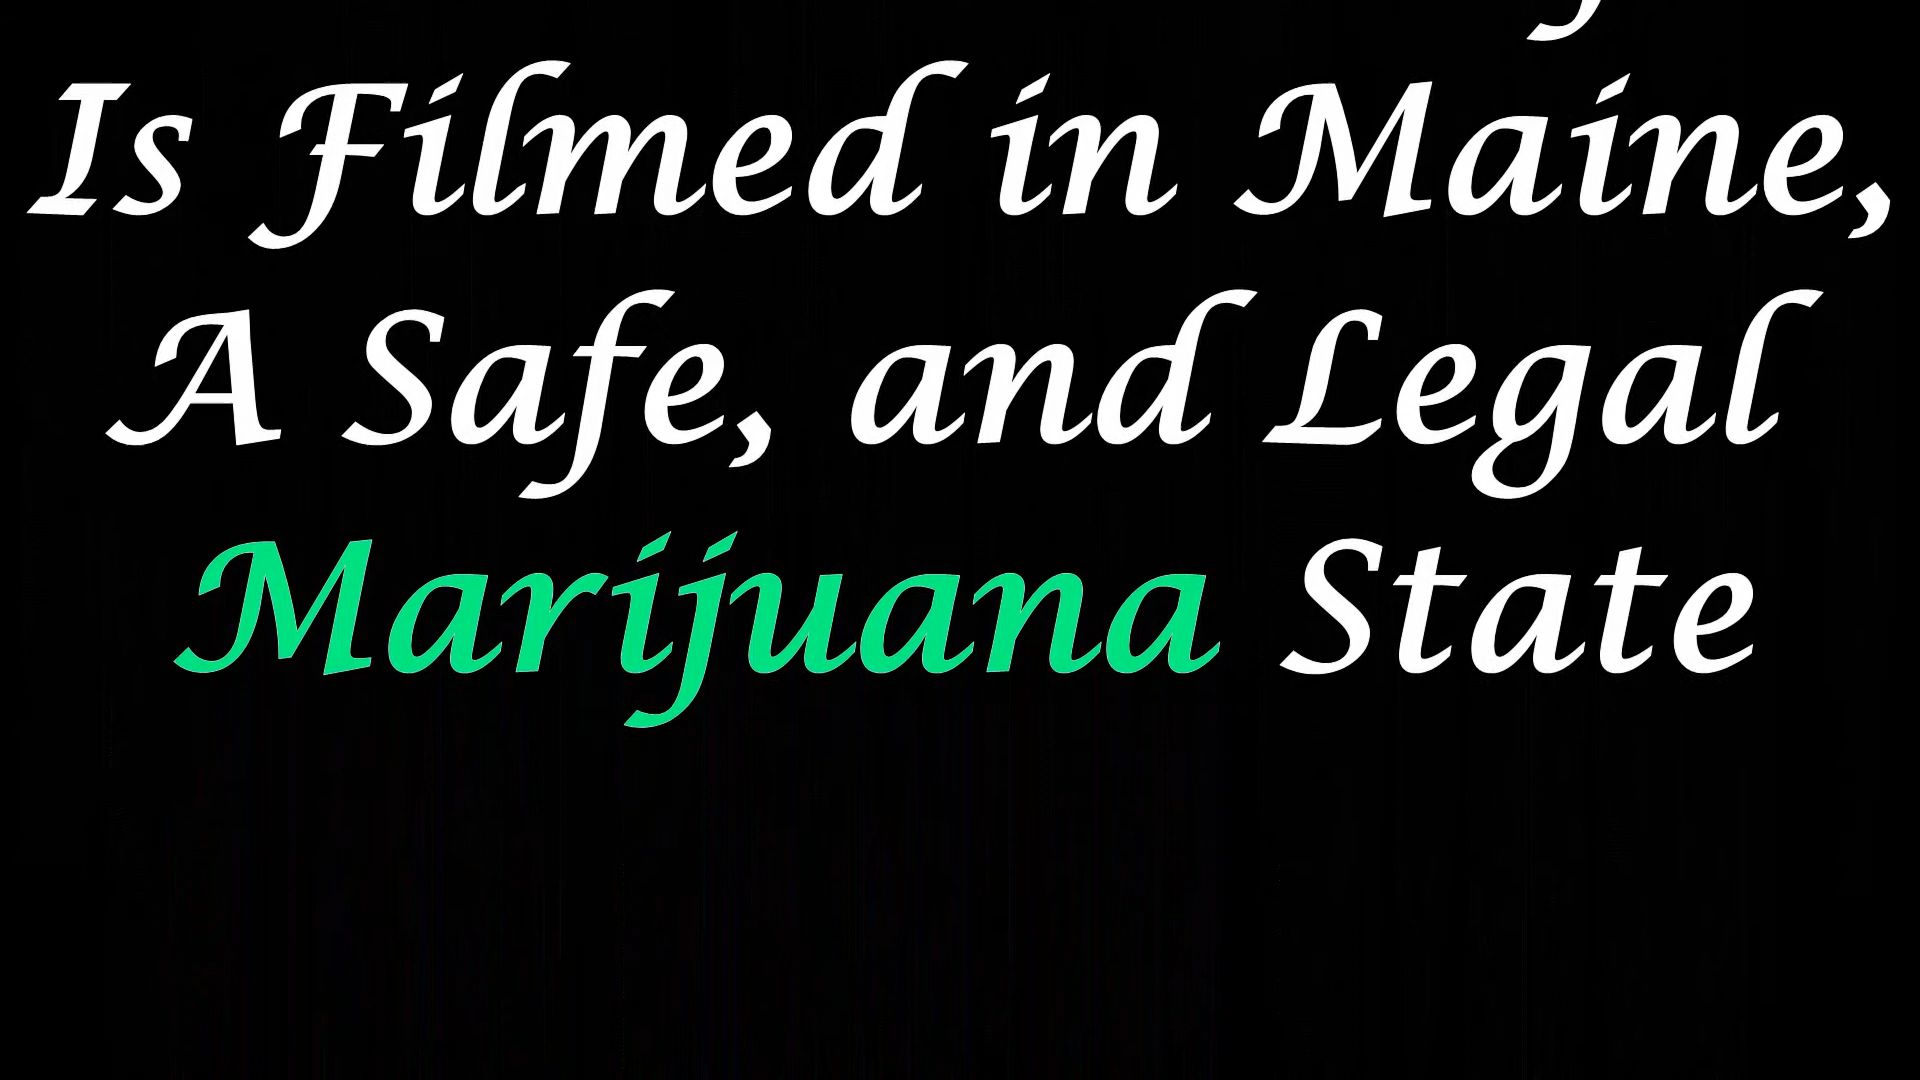 Is Filmed in Maine,
A Safe, and Legal
Marijuana State